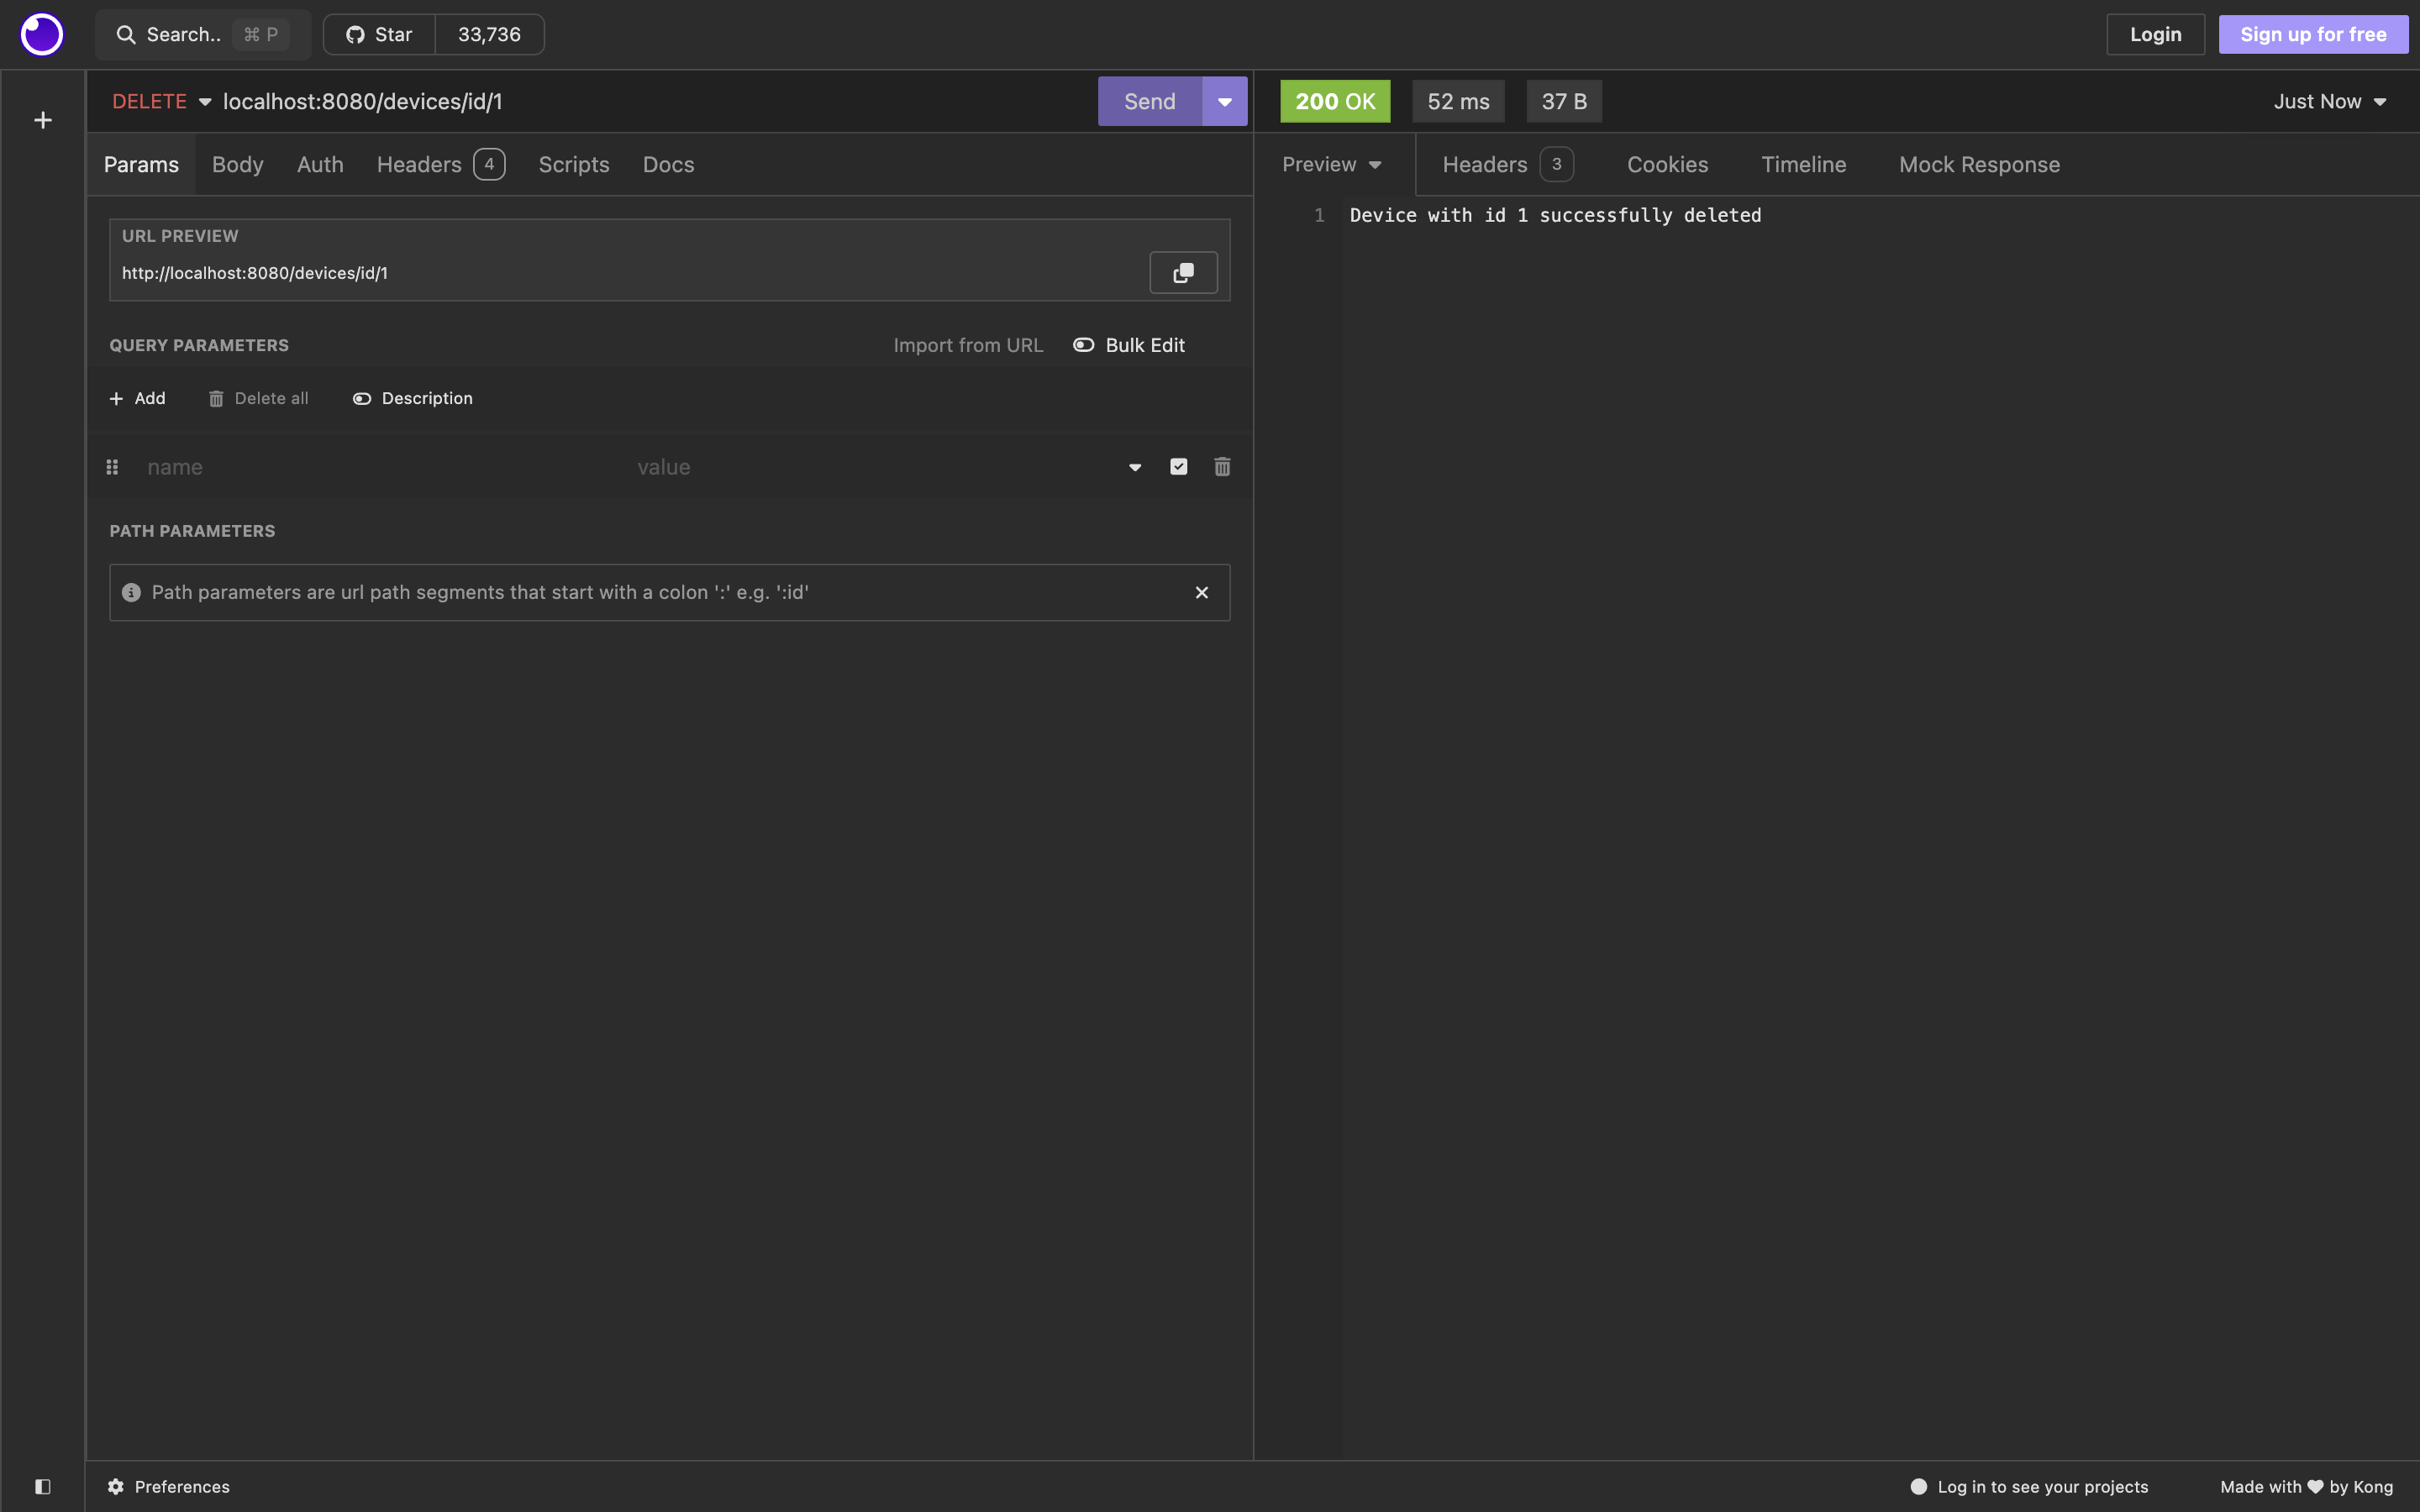 Search.. ⌘ P Star 33,736 Login Sign up for free
DELETE localhost:8080/devices/id/1 Send 200 OK 52 ms 37 B Just Now
Params Body Auth Headers 4 Scripts Docs Preview Headers 3 Cookies Timeline Mock Response
1 Device with id 1 successfully deleted
URL PREVIEW
http://localhost:8080/devices/id/1
QUERY PARAMETERS Import from URL Bulk Edit
Add Delete all Description
name value
PATH PARAMETERS
Path parameters are url path segments that start with a colon ':' e.g. ':id'
Preferences Log in to see your projects Made with ♥ by Kong